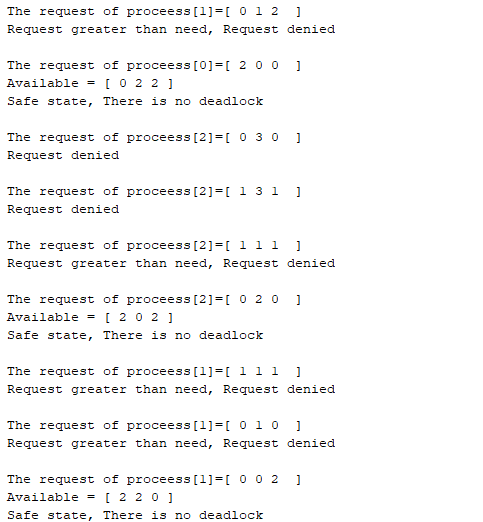 The request of proceess[1]=[ 0 1 2  ]
Request greater than need, Request denied

The request of proceess[0]=[ 2 0 0  ]
Available = [ 0 2 2 ]
Safe state, There is no deadlock

The request of proceess[2]=[ 0 3 0  ]
Request denied

The request of proceess[2]=[ 1 3 1  ]
Request denied

The request of proceess[2]=[ 1 1 1  ]
Request greater than need, Request denied

The request of proceess[2]=[ 0 2 0  ]
Available = [ 2 0 2 ]
Safe state, There is no deadlock

The request of proceess[1]=[ 1 1 1  ]
Request greater than need, Request denied

The request of proceess[1]=[ 0 1 0  ]
Request greater than need, Request denied

The request of proceess[1]=[ 0 0 2  ]
Available = [ 2 2 0 ]
Safe state, There is no deadlock